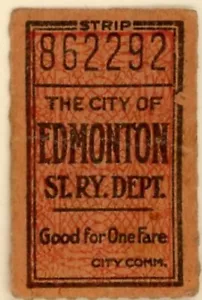 STRIP
862292
THE CITY OF
EDMONTON
ST. RY. DEPT.
Good for One Fare
CITY COMM.